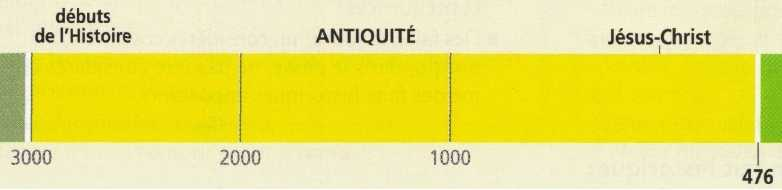 débuts
de l'Histoire
ANTIQUITÉ
Jésus-Christ
3000
2000
1000
476